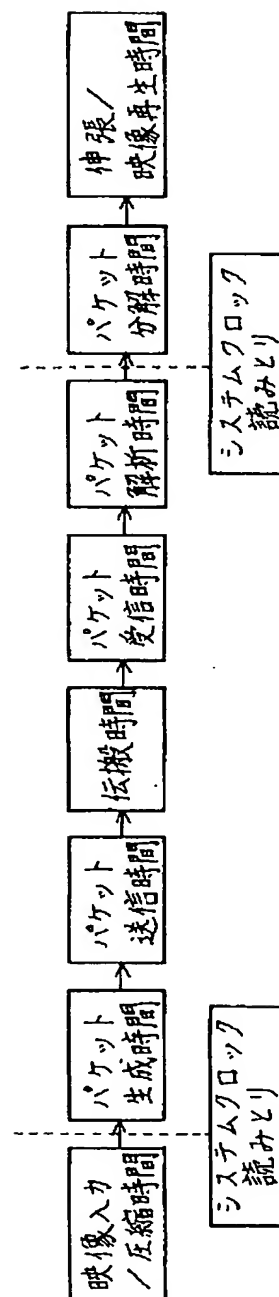 映像入力
／圧縮時間
パケット
生成時間
パケット
送信時間
伝搬時間
パケット
受信時間
パケット
解析時間
パケット
分解時間
伸張／
映像再生時間
システムクロック
読みとり
システムクロック
読みとり